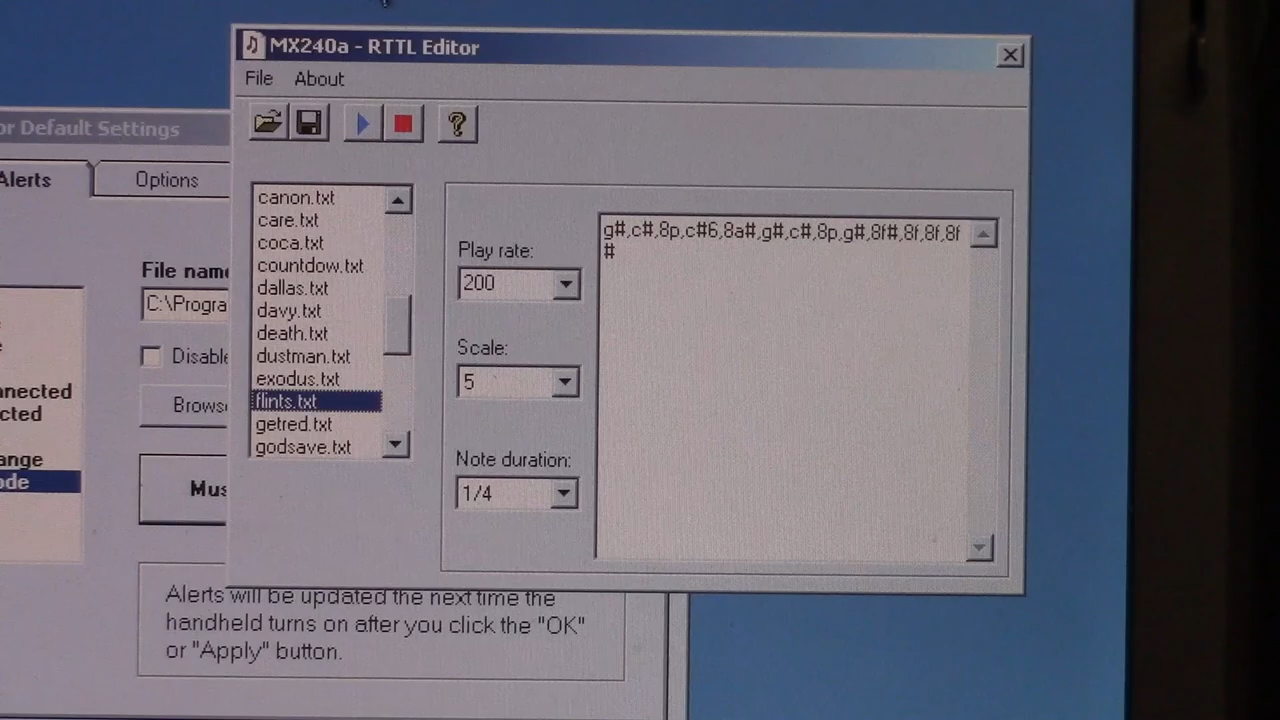 MX240a - RTTL Editor
File About
or Default Settings
Alerts
Options
canon.txt
care.txt
coca.txt
countdow.txt
dallas.txt
davy.txt
death.txt
dustman.txt
exodus.txt
flints.txt
getred.txt
godsave.txt
Play rate:
200
Scale:
5
Note duration:
1/4
g#,c#,8p,c#6,8a#,g#,c#,8p,g#,8f#,8f,8f,8f
#
File name
C:\Progra
Disable
Browse
nnected
cted
ange
ode
Mus
Alerts will be updated the next time the
handheld turns on after you click the "OK"
or "Apply" button.